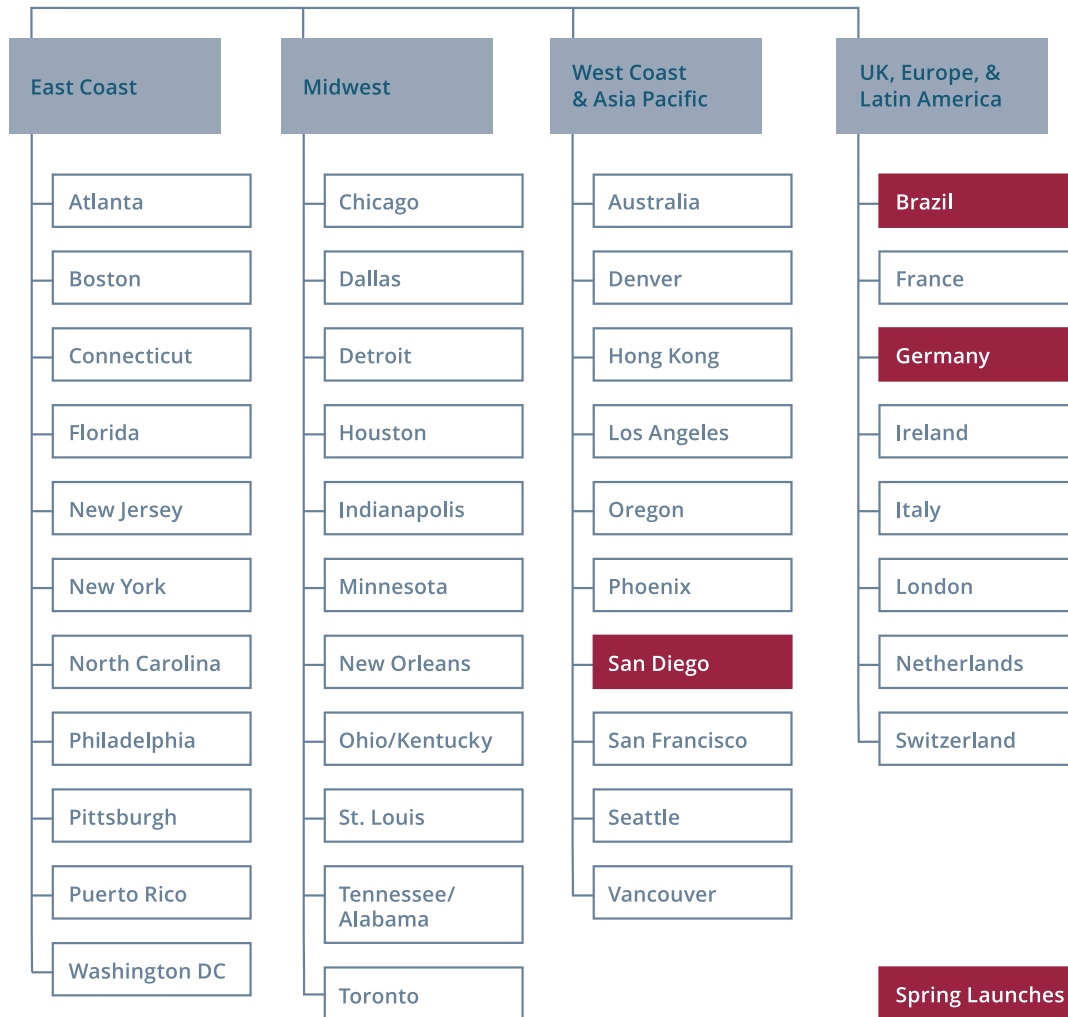 East Coast
Atlanta
Boston
Connecticut
Florida
New Jersey
New York
North Carolina
Philadelphia
Pittsburgh
Puerto Rico
Washington DC
Midwest
Chicago
Dallas
Detroit
Houston
Indianapolis
Minnesota
New Orleans
Ohio/Kentucky
St. Louis
Tennessee/
Alabama
Toronto
West Coast
& Asia Pacific
Australia
Denver
Hong Kong
Los Angeles
Oregon
Phoenix
San Diego
San Francisco
Seattle
Vancouver
UK, Europe, &
Latin America
Brazil
France
Germany
Ireland
Italy
London
Netherlands
Switzerland
Spring Launches